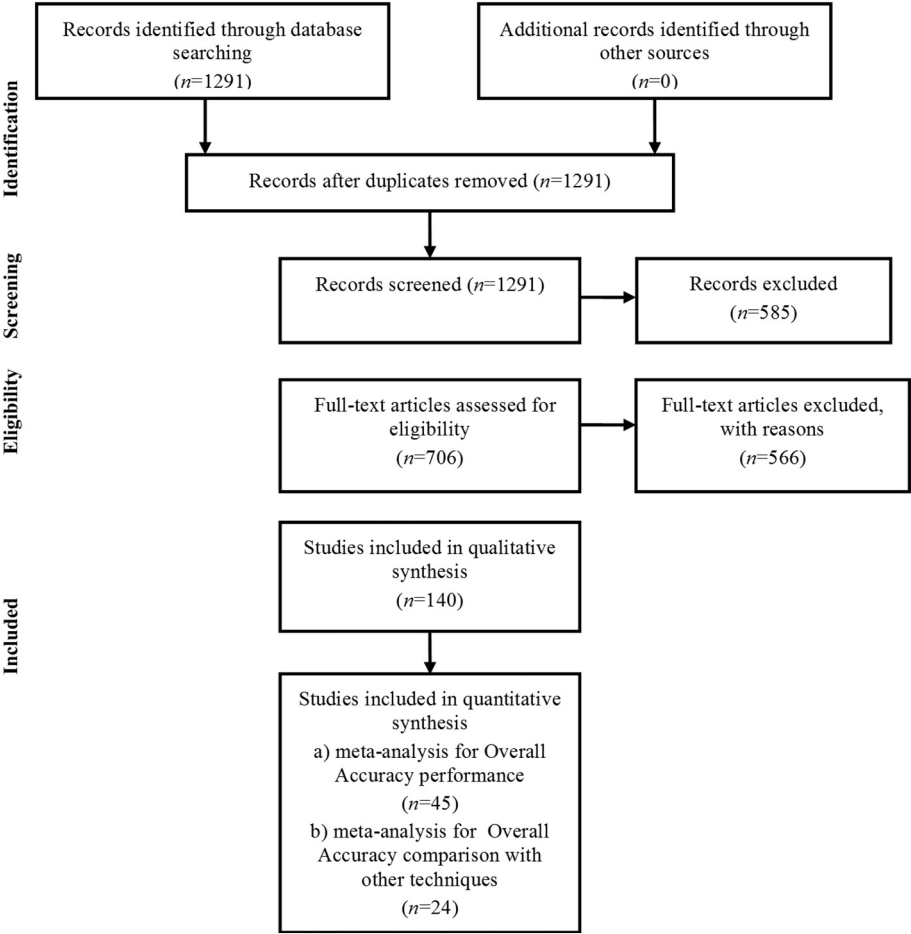 Records identified through database
searching
(n=1291)
Additional records identified through
other sources
(n=0)
Identification
Records after duplicates removed (n=1291)
Screening
Records screened (n=1291)
Records excluded
(n=585)
Eligibility
Full-text articles assessed for
eligibility
(n=706)
Full-text articles excluded,
with reasons
(n=566)
Included
Studies included in qualitative
synthesis
(n=140)
Studies included in quantitative
synthesis
a) meta-analysis for Overall
Accuracy performance
(n=45)
b) meta-analysis for Overall
Accuracy comparison with
other techniques
(n=24)